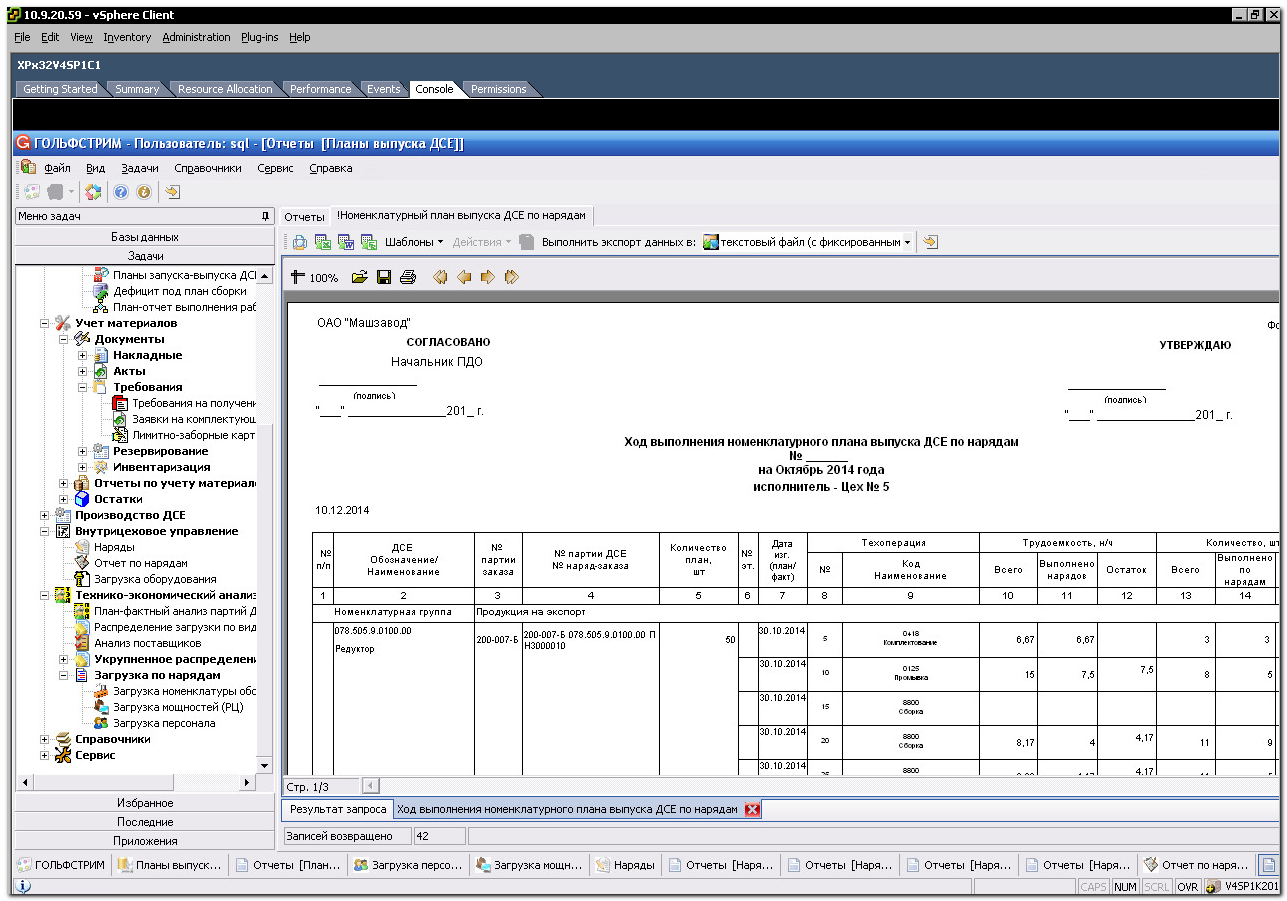 10.9.20.59 - vSphere Client
File Edit View Inventory Administration Plug-ins Help
XPx32V4SP1C1
Getting Started Summary Resource Allocation Performance Events Console Permissions
ГОЛЬФСТРИМ - Пользователь: sql - [Отчеты [Планы выпуска ДСЕ]]
Файл Вид Задачи Справочники Сервис Справка
Меню задач
Базы данных
Задачи
Планы запуска-выпуска ДСЕ
Дефицит под план сборки
План-отчет выполнения раб
Учет материалов
Документы
Накладные
Акты
Требования
Требования на получени
Заявки на комплектующ
Лимитно-заборные карт
Резервирование
Инвентаризация
Отчеты по учету материал
Остатки
Производство ДСЕ
Внутрицеховое управление
Наряды
Отчет по нарядам
Загрузка оборудования
Технико-экономический анализ
План-фактный анализ партий Д
Распределение загрузки по вид
Анализ поставщиков
Укрупненное распределени
Загрузка по нарядам
Загрузка номенклатуры обо
Загрузка мощностей (РЦ)
Загрузка персонала
Справочники
Сервис
Избранное
Последние
Приложения
Отчеты !Номенклатурный план выпуска ДСЕ по нарядам
Шаблоны Действия Выполнить экспорт данных в: текстовый файл (с фиксированным
100%
ОАО "Машзавод" Фо
СОГЛАСОВАНО УТВЕРЖДАЮ
Начальник ПДО
(подпись) (подпись)
"___" ______________201_ г. "___" ______________201_ г.
Ход выполнения номенклатурного плана выпуска ДСЕ по нарядам
№ ______
на Октябрь 2014 года
исполнитель - Цех № 5
10.12.2014
№ п/п ДСЕ Обозначение/ Наименование № партии заказа № партии ДСЕ № наряд-заказа Количество план, шт № эт. Дата изг. (план/ факт) Техоперация Трудоемкость, н/ч Количество, шт
№ Код Наименование Всего Выполнено нарядов Остаток Всего Выполнено по нарядам
1 2 3 4 5 6 7 8 9 10 11 12 13 14
Номенклатурная группа Продукция на экспорт
078.505.9.0100.00 Редуктор 200-007-Б 200-007-Б 078.505.9.0100.00 П Н3000010 50 30.10.2014 5 0418 Комплектование 6,67 6,67 3 3
30.10.2014 10 0125 Промывка 15 7,5 7,5 8 5
30.10.2014 15 8800 Сборка
30.10.2014 20 8800 Сборка 8,17 4 4,17 11 9
30.10.2014 8800 4,17
Стр. 1/3
Результат запроса Ход выполнения номенклатурного плана выпуска ДСЕ по нарядам
Записей возвращено 42
ГОЛЬФСТРИМ Планы выпуск... Отчеты [План... Загрузка персо... Загрузка мощн... Наряды Отчеты [Наря... Отчеты [Наря... Отчеты [Наря... Отчеты [Наря... Отчет по наря...
CAPS NUM SCRL OVR V4SP1K201